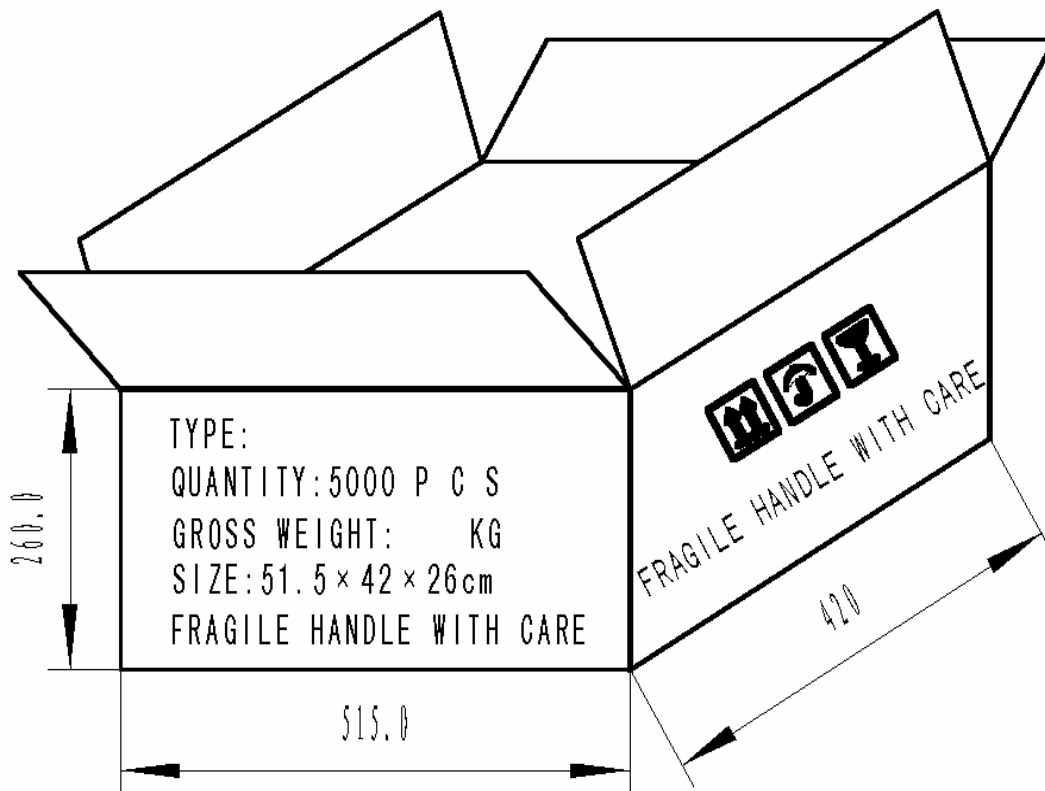 TYPE:
QUANTITY:5000 P C S
GROSS WEIGHT: KG
SIZE:51.5×42×26cm
FRAGILE HANDLE WITH CARE
FRAGILE HANDLE WITH CARE
260.0
515.0
420